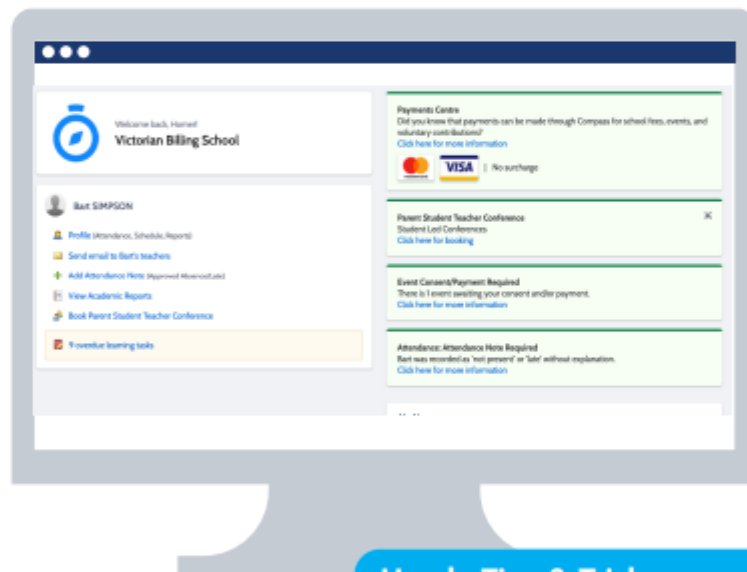 Welcome back, Homer!
Victorian Billing School
Bart SIMPSON
Profile (Attendance, Schedule, Reports)
Send email to Bart's teachers
Add Attendance Note (Approved Absence/Late)
View Academic Reports
Book Parent Student Teacher Conference
9 overdue learning tasks
Payments Centre
Did you know that payments can be made through Compass for school fees, events, and
voluntary contributions?
Click here for more information
VISA | No surcharge
Parent Student Teacher Conference
Student Led Conferences
Click here for booking
Event Consent/Payment Required
There is 1 event awaiting your consent and/or payment.
Click here for more information
Attendance: Attendance Note Required
Bart was recorded as 'not present' or 'late' without explanation.
Click here for more information